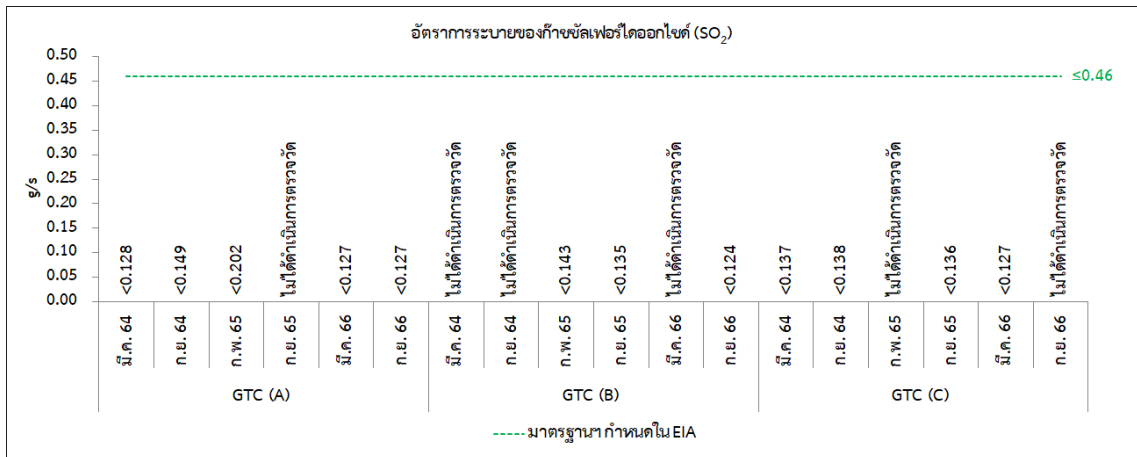 อัตราการระบายของก๊าซซัลเฟอร์ไดออกไซด์ (SO₂)
0.50
0.45
0.40
0.35
0.30
0.25
0.20
0.15
0.10
0.05
0.00
g/s
≤0.46
<0.128
<0.149
<0.202
ไม่ได้ดำเนินการตรวจวัด
<0.127
<0.127
ไม่ได้ดำเนินการตรวจวัด
ไม่ได้ดำเนินการตรวจวัด
<0.143
<0.135
ไม่ได้ดำเนินการตรวจวัด
<0.124
<0.137
<0.138
ไม่ได้ดำเนินการตรวจวัด
<0.136
<0.127
ไม่ได้ดำเนินการตรวจวัด
มี.ค. 64
ก.ย. 64
ก.พ. 65
ก.ย. 65
มี.ค. 66
ก.ย. 66
มี.ค. 64
ก.ย. 64
ก.พ. 65
ก.ย. 65
มี.ค. 66
ก.ย. 66
มี.ค. 64
ก.ย. 64
ก.พ. 65
ก.ย. 65
มี.ค. 66
ก.ย. 66
GTC (A)
GTC (B)
GTC (C)
มาตรฐานฯ กำหนดใน EIA